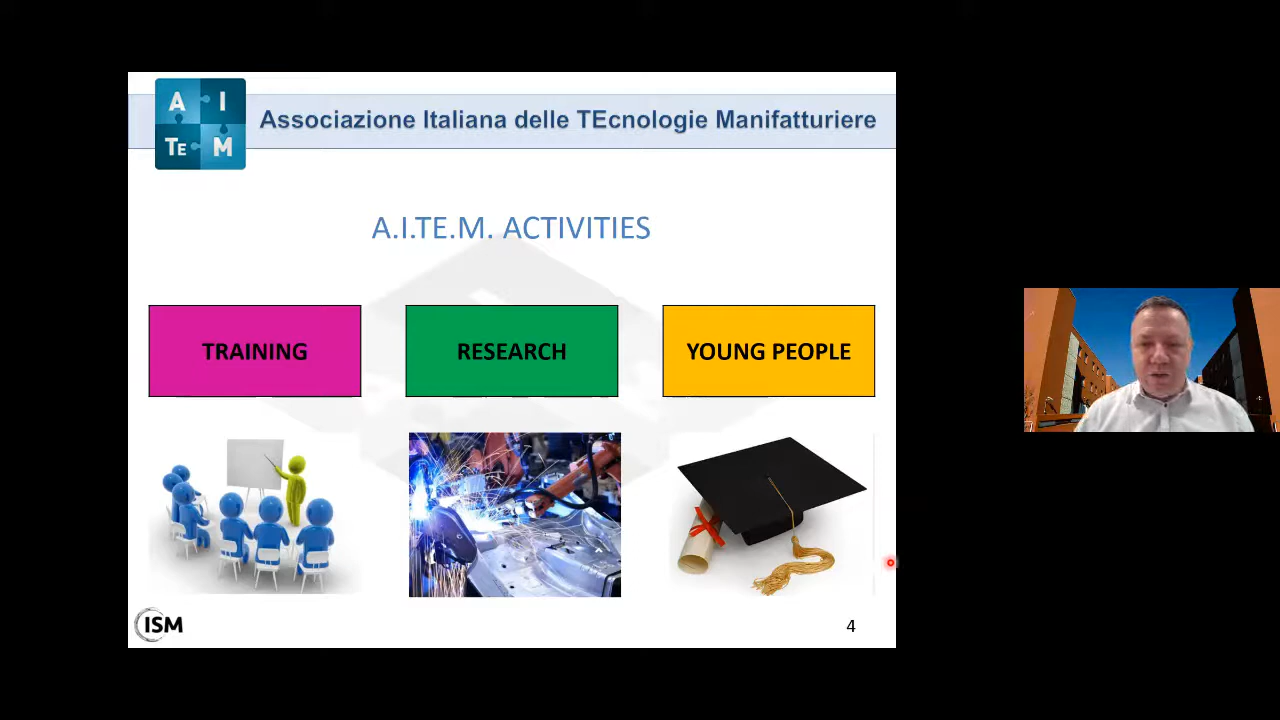 A I
TE M
Associazione Italiana delle TEcnologie Manifatturiere
A.I.TE.M. ACTIVITIES
TRAINING
RESEARCH
YOUNG PEOPLE
ISM
4